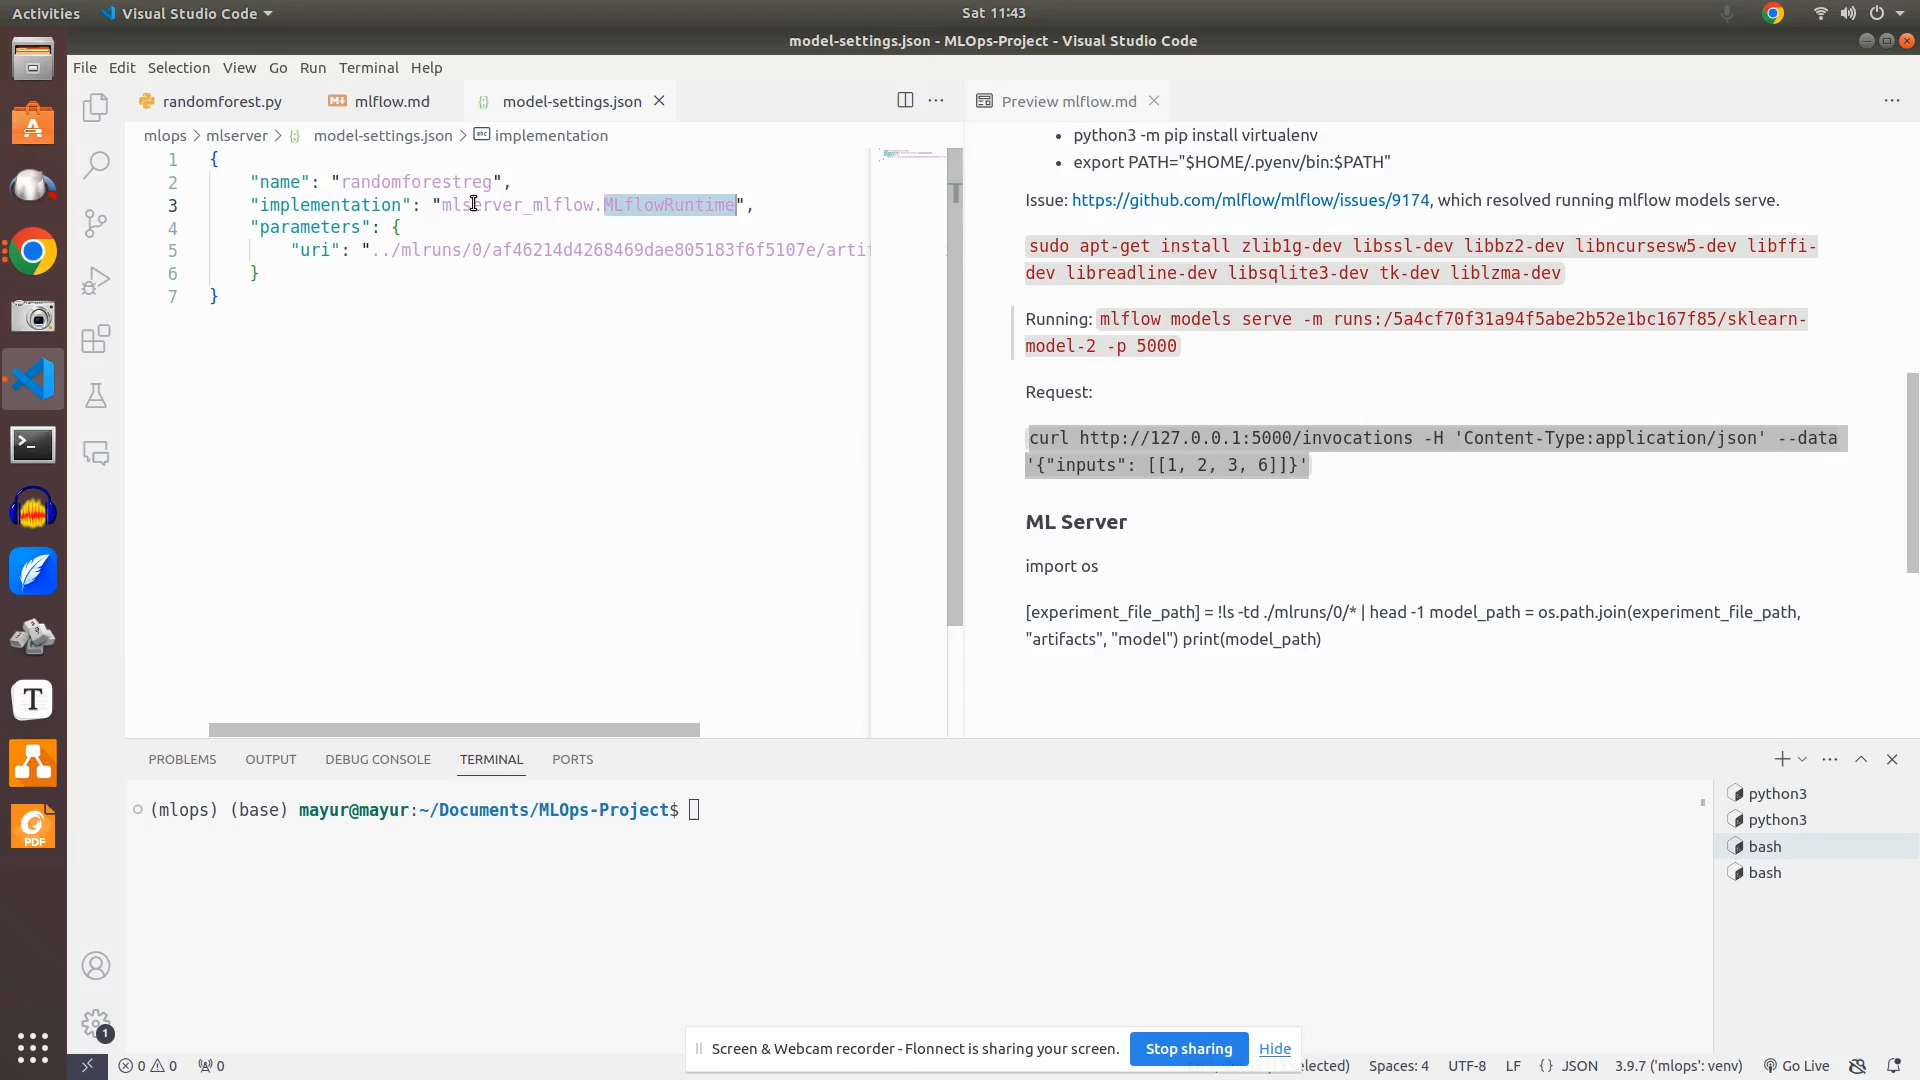 Activities Visual Studio Code Sat 11:43
model-settings.json - MLOps-Project - Visual Studio Code
File Edit Selection View Go Run Terminal Help
randomforest.py mlflow.md model-settings.json Preview mlflow.md
mlops > mlserver > model-settings.json > implementation
1 {
2 "name": "randomforestreg",
3 "implementation": "mlserver_mlflow.MLflowRuntime",
4 "parameters": {
5 "uri": "../mlruns/0/af46214d4268469dae805183f6f5107e/artif
6 }
7 }
• python3 -m pip install virtualenv
• export PATH="$HOME/.pyenv/bin:$PATH"
Issue: https://github.com/mlflow/mlflow/issues/9174, which resolved running mlflow models serve.
sudo apt-get install zlib1g-dev libssl-dev libbz2-dev libncursesw5-dev libffi-
dev libreadline-dev libsqlite3-dev tk-dev liblzma-dev
Running: mlflow models serve -m runs:/5a4cf70f31a94f5abe2b52e1bc167f85/sklearn-
model-2 -p 5000
Request:
curl http://127.0.0.1:5000/invocations -H 'Content-Type:application/json' --data
'{"inputs": [[1, 2, 3, 6]]}'
ML Server
import os
[experiment_file_path] = !ls -td ./mlruns/0/* | head -1 model_path = os.path.join(experiment_file_path,
"artifacts", "model") print(model_path)
PROBLEMS OUTPUT DEBUG CONSOLE TERMINAL PORTS
(mlops) (base) mayur@mayur:~/Documents/MLOps-Project$
python3
python3
bash
bash
T
PDF
1
Screen & Webcam recorder - Flonnect is sharing your screen. Stop sharing Hide
0 0 0 elected) Spaces: 4 UTF-8 LF { } JSON 3.9.7 ('mlops': venv) Go Live